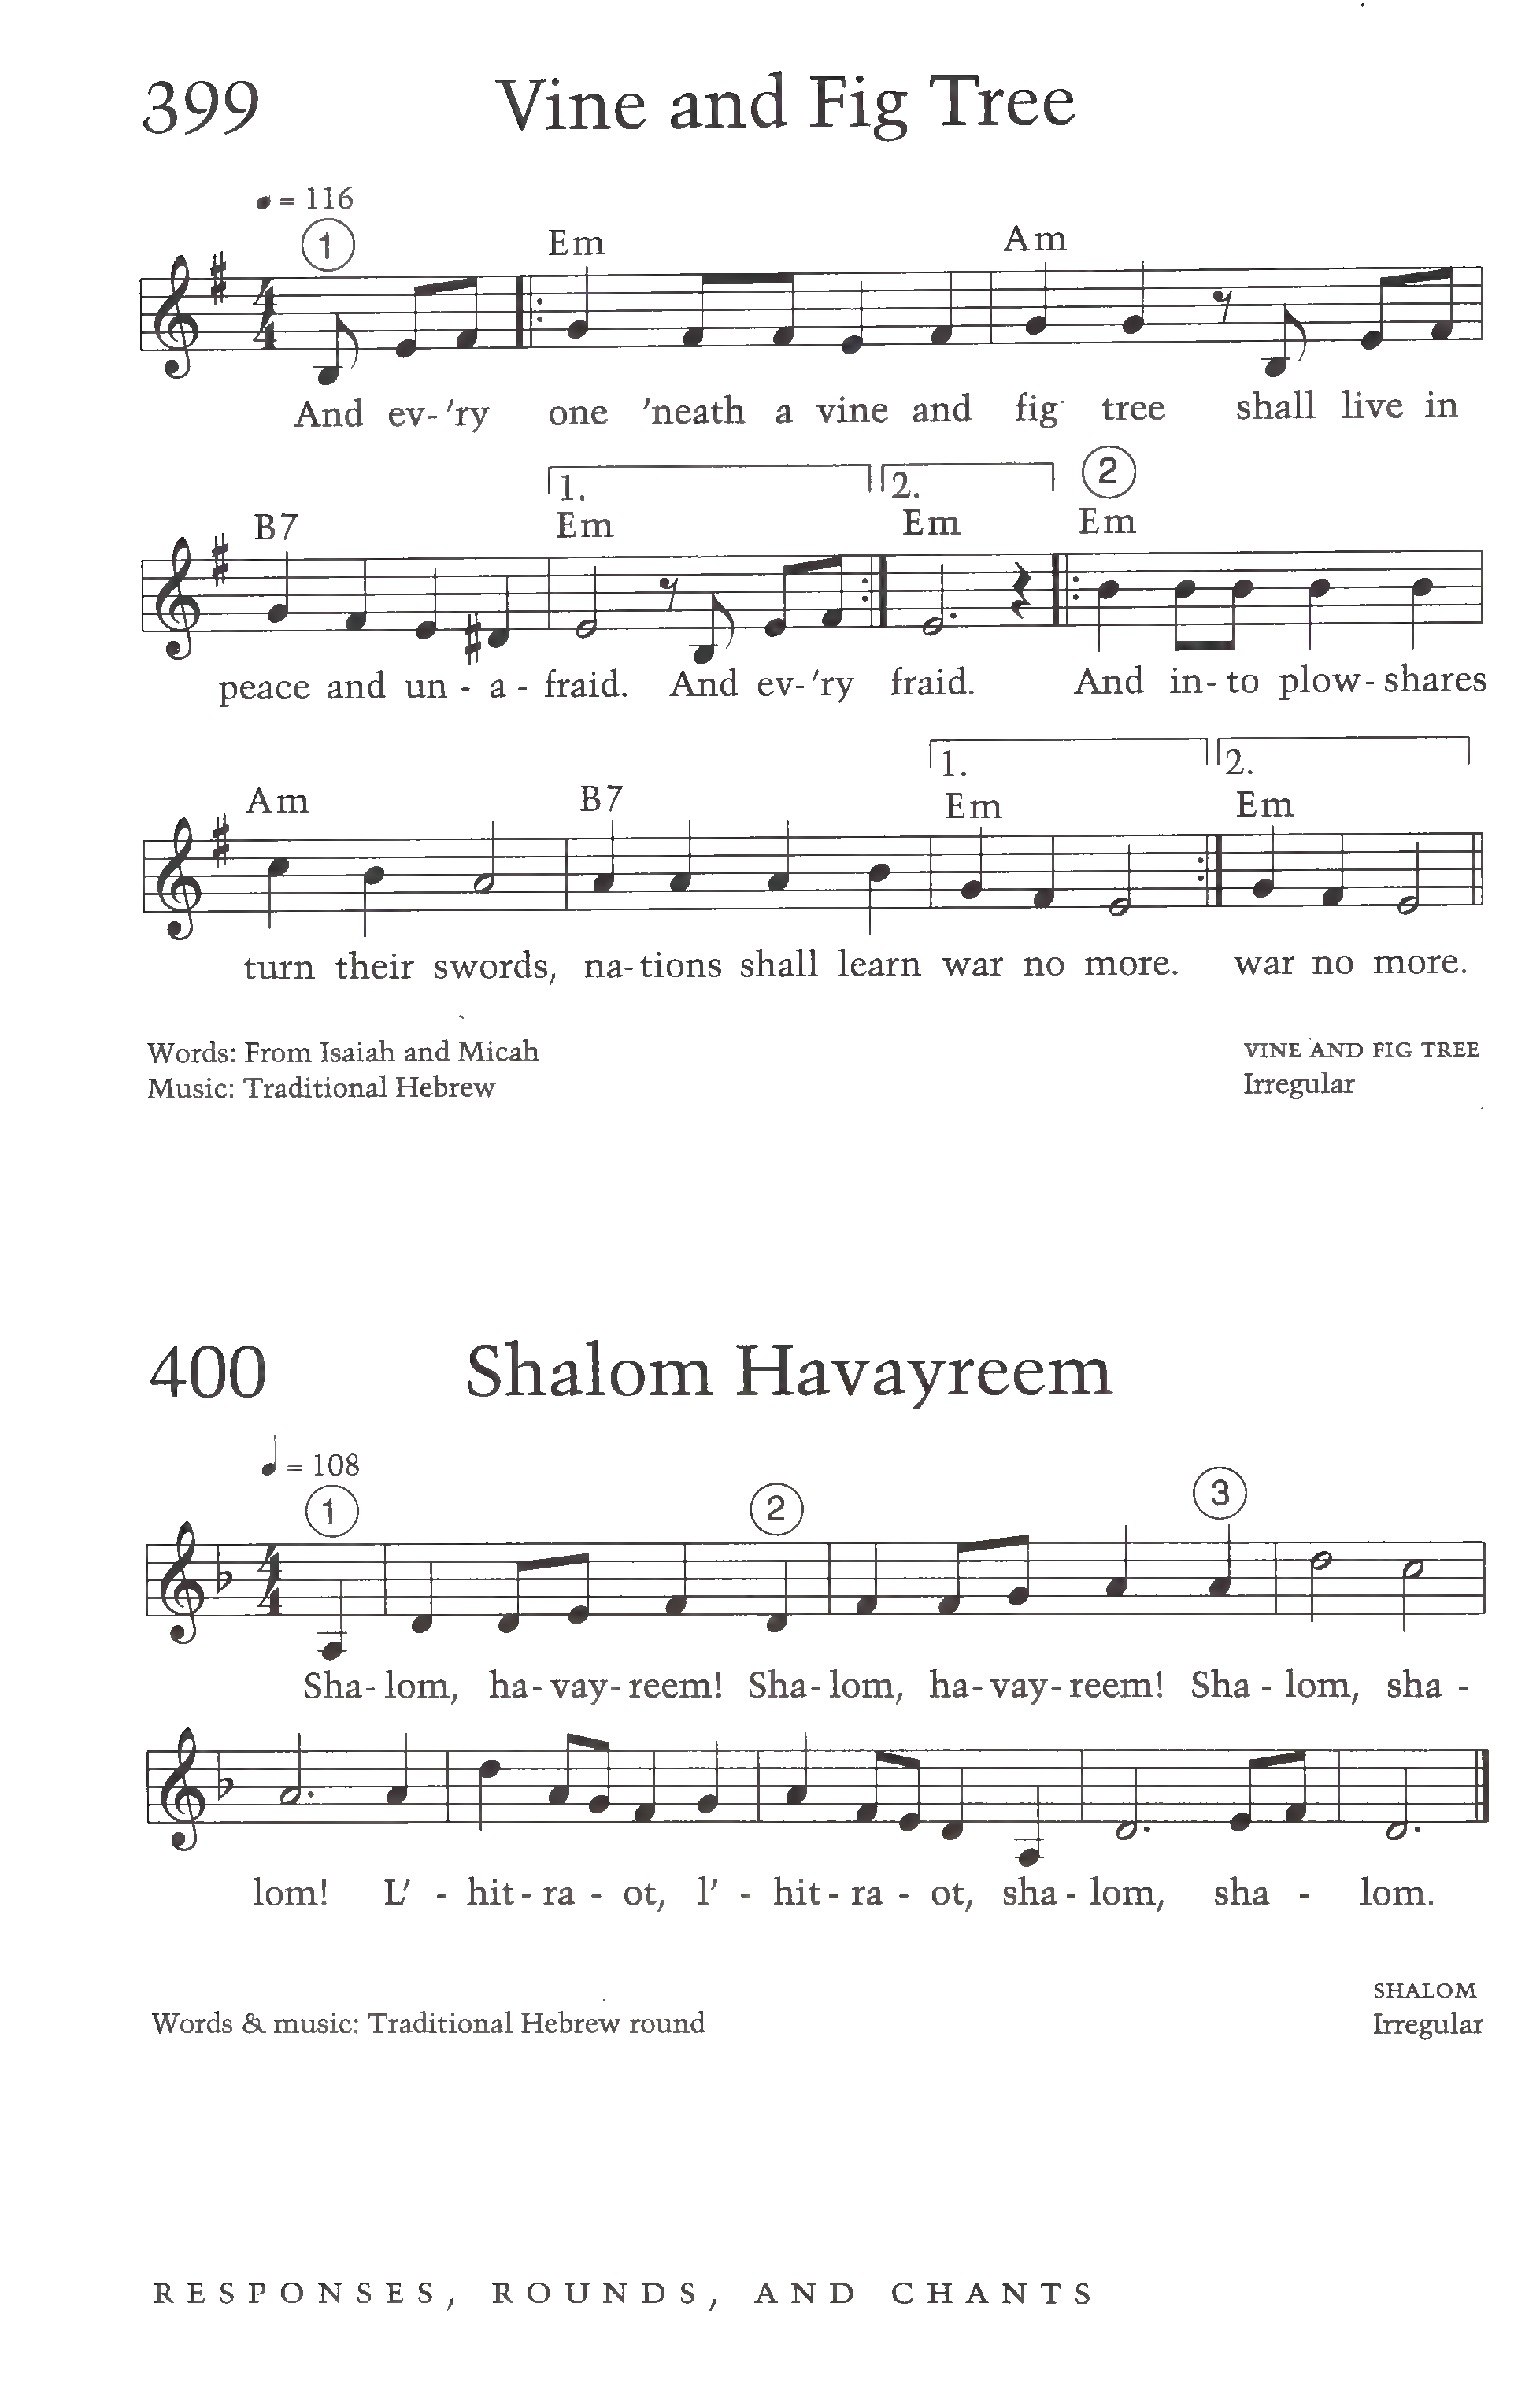 399 Vine and Fig Tree
= 116
1
Em Am
And ev-'ry one 'neath a vine and fig tree shall live in
1. 2. 2
B7 Em Em Em
peace and un - a - fraid. And ev-'ry fraid. And in-to plow-shares
1. 2.
Am B7 Em Em
turn their swords, na-tions shall learn war no more. war no more.
Words: From Isaiah and Micah VINE AND FIG TREE
Music: Traditional Hebrew Irregular
400 Shalom Havayreem
= 108
1 2 3
Sha-lom, ha-vay-reem! Sha-lom, ha-vay-reem! Sha - lom, sha -
lom! L' - hit-ra - ot, l' - hit-ra - ot, sha-lom, sha - lom.
SHALOM
Words & music: Traditional Hebrew round Irregular
RESPONSES, ROUNDS, AND CHANTS